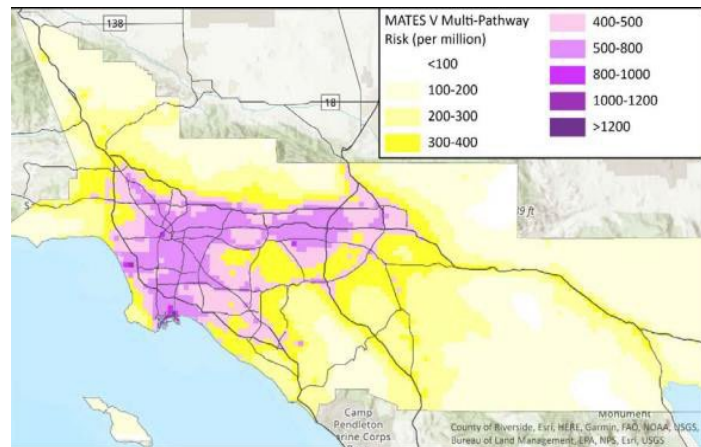 MATES V Multi-Pathway
Risk (per million)
<100
100-200
200-300
300-400
400-500
500-800
800-1000
1000-1200
>1200
138
18
Camp
Pendleton
Marine Corps
Monument
County of Riverside, Esri, HERE, Garmin, FAO, NOAA, USGS,
Bureau of Land Management, EPA, NPS, Esri, USGS